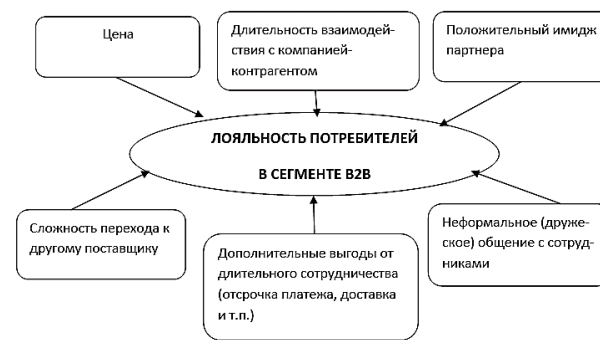 Цена
Длительность взаимодей-
ствия с компанией-
контрагентом
Положительный имидж
партнера
ЛОЯЛЬНОСТЬ ПОТРЕБИТЕЛЕЙ
В СЕГМЕНТЕ B2B
Сложность перехода к
другому поставщику
Дополнительные выгоды от
длительного сотрудничества
(отсрочка платежа, доставка
и т.п.)
Неформальное (друже-
ское) общение с сотруд-
никами